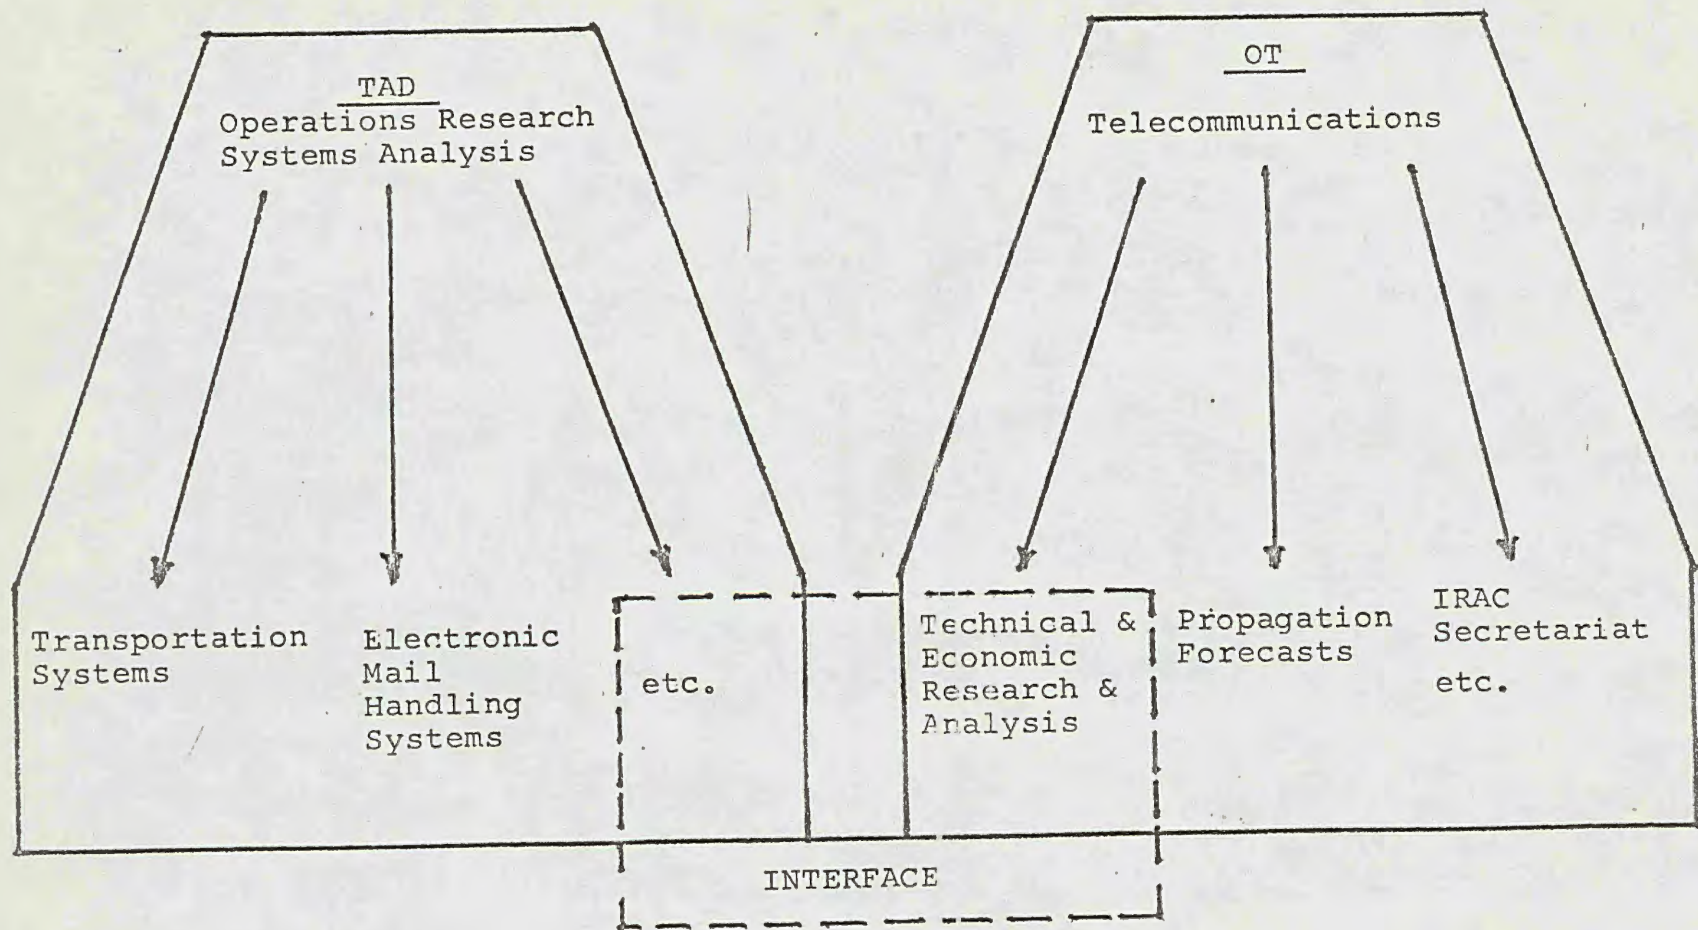 TAD
Operations Research
Systems Analysis
Transportation
Systems
Electronic
Mail
Handling
Systems
etc.
OT
Telecommunications
Technical &
Economic
Research &
Analysis
Propagation
Forecasts
IRAC
Secretariat
etc.
INTERFACE